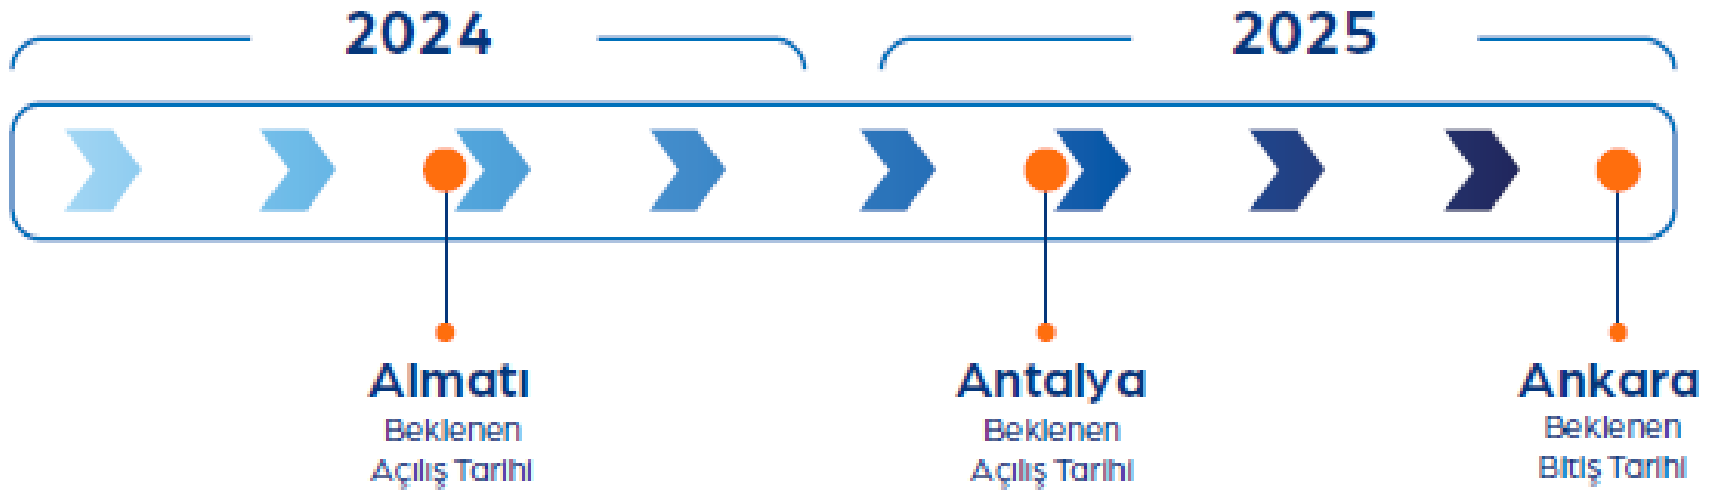 2024
2025
Almatı
Beklenen
Açılış Tarihi
Antalya
Beklenen
Açılış Tarihi
Ankara
Beklenen
Bitiş Tarihi